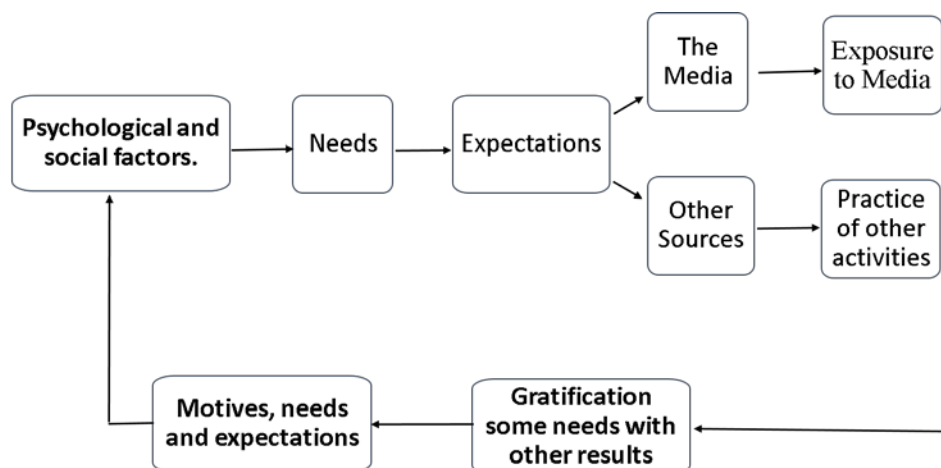 Psychological and
social factors.
Needs
Expectations
The
Media
Exposure
to Media
Other
Sources
Practice
of other
activities
Gratification
some needs with
other results
Motives, needs
and expectations